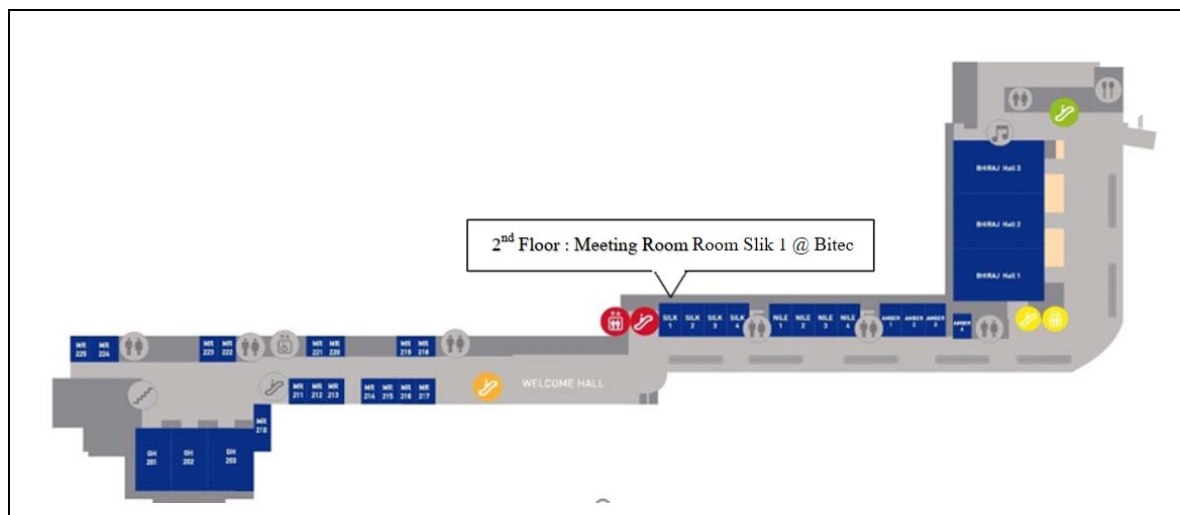 BHIRAJ Hall 3
BHIRAJ Hall 2
BHIRAJ Hall 1
2nd Floor : Meeting Room Room Slik 1 @ Bitec
SILK 1
SILK 2
SILK 3
SILK 4
NILE 1
NILE 2
NILE 3
NILE 4
AMBER 1
AMBER 2
AMBER 3
AMBER 4
MR 225
MR 224
MR 223
MR 222
MR 221
MR 220
MR 219
MR 218
MR 211
MR 212
MR 213
MR 214
MR 215
MR 216
MR 217
WELCOME HALL
MR 210
GH 201
GH 202
GH 203